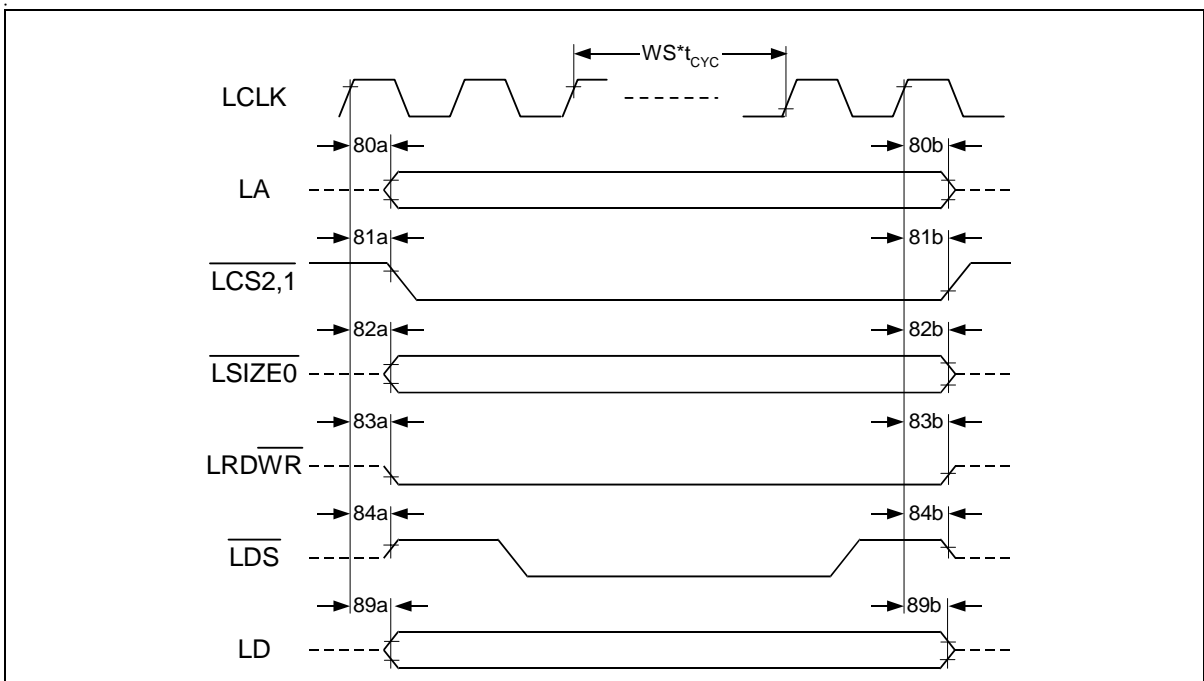 WS*tCYC
LCLK
80a 80b
LA
81a 81b
LCS2,1
82a 82b
LSIZE0
83a 83b
LRDWR
84a 84b
LDS
89a 89b
LD